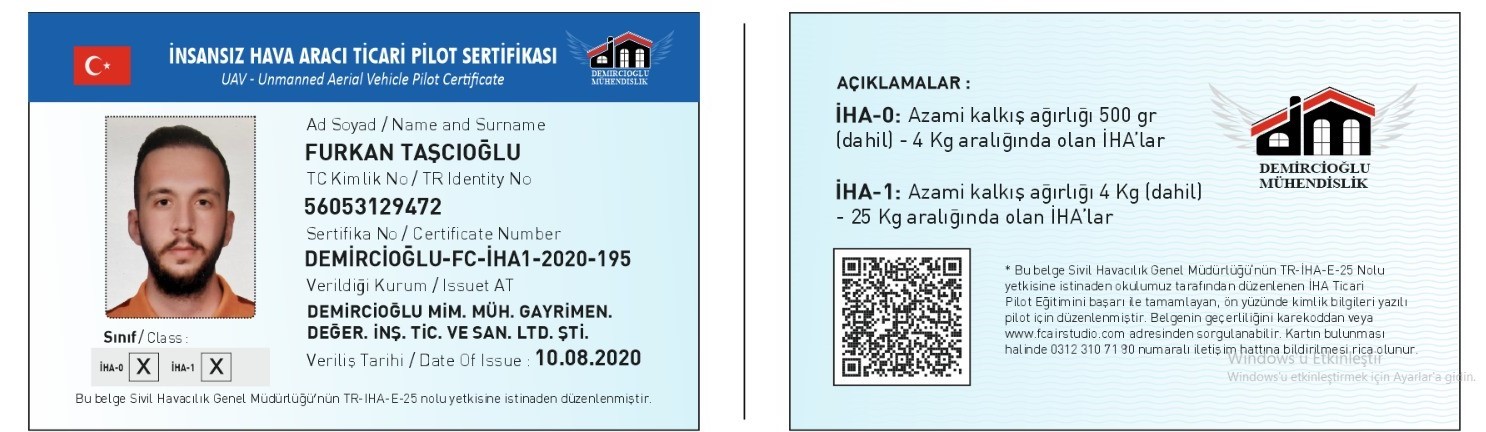 İNSANSIZ HAVA ARACI TİCARİ PİLOT SERTİFİKASI
UAV - Unmanned Aerial Vehicle Pilot Certificate
DEMİRCİOĞLU
MÜHENDİSLİK
Ad Soyad / Name and Surname
FURKAN TAŞCIOĞLU
TC Kimlik No / TR Identity No
56053129472
Sertifika No / Certificate Number
DEMİRCİOĞLU-FC-İHA1-2020-195
Verildiği Kurum / Issuet AT
DEMİRCİOĞLU MİM. MÜH. GAYRİMEN.
DEĞER. İNŞ. TİC. VE SAN. LTD. ŞTİ.
Veriliş Tarihi / Date Of Issue : 10.08.2020
Sınıf / Class :
İHA-0 X İHA-1 X
Bu belge Sivil Havacılık Genel Müdürlüğü'nün TR-IHA-E-25 nolu yetkisine istinaden düzenlenmiştir.
AÇIKLAMALAR :
İHA-0: Azami kalkış ağırlığı 500 gr
(dahil) - 4 Kg aralığında olan İHA'lar
İHA-1: Azami kalkış ağırlığı 4 Kg (dahil)
- 25 Kg aralığında olan İHA'lar
DEMİRCİOĞLU
MÜHENDİSLİK
* Bu belge Sivil Havacılık Genel Müdürlüğü'nün TR-İHA-E-25 Nolu
yetkisine istinaden okulumuz tarafından düzenlenen İHA Ticari
Pilot Eğitimini başarı ile tamamlayan, ön yüzünde kimlik bilgileri yazılı
pilot için düzenlenmiştir. Belgenin geçerliliğini karekoddan veya
www.fcairstudio.com adresinden sorgulanabilir. Kartın bulunması
halinde 0312 310 71 90 numaralı iletişim hattına bildirilmesi rica olunur.
Windows'u Etkinleştir
Windows'u etkinleştirmek için Ayarlar'a gidin.